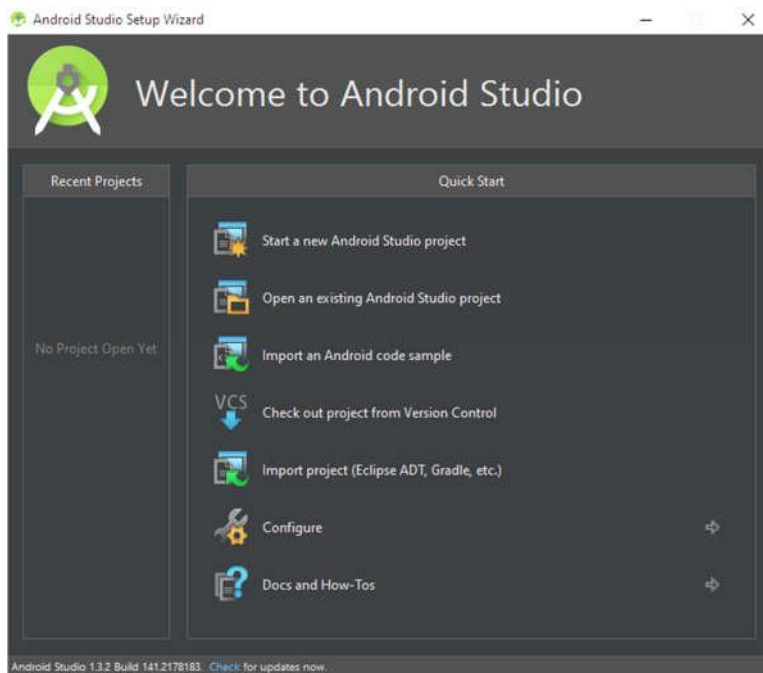 Android Studio Setup Wizard
Welcome to Android Studio
Recent Projects
No Project Open Yet
Quick Start
Start a new Android Studio project
Open an existing Android Studio project
Import an Android code sample
VCS
Check out project from Version Control
Import project (Eclipse ADT, Gradle, etc.)
Configure
Docs and How-Tos
Android Studio 1.3.2 Build 141.2178183. Check for updates now.